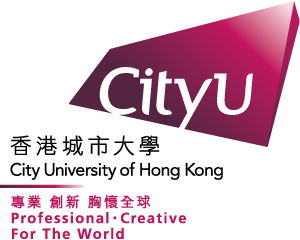 CityU
香港城市大學
City University of Hong Kong
專業 創新 胸懷全球
Professional·Creative
For The World